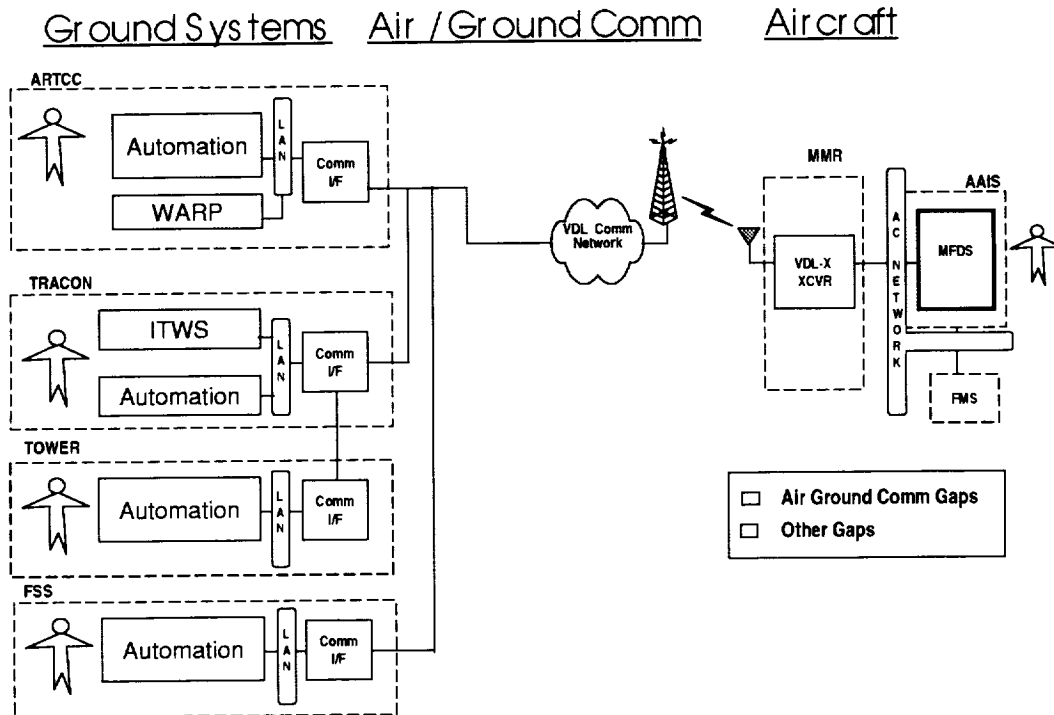 Ground Systems Air / Ground Comm Aircraft
ARTCC
Automation
WARP
LAN
Comm
I/F
TRACON
ITWS
Automation
LAN
Comm
I/F
TOWER
Automation
LAN
Comm
I/F
FSS
Automation
LAN
Comm
I/F
VDL Comm
Network
MMR
VDL-X
XCVR
AC NETWORK
AAIS
MFDS
FMS
Air Ground Comm Gaps
Other Gaps